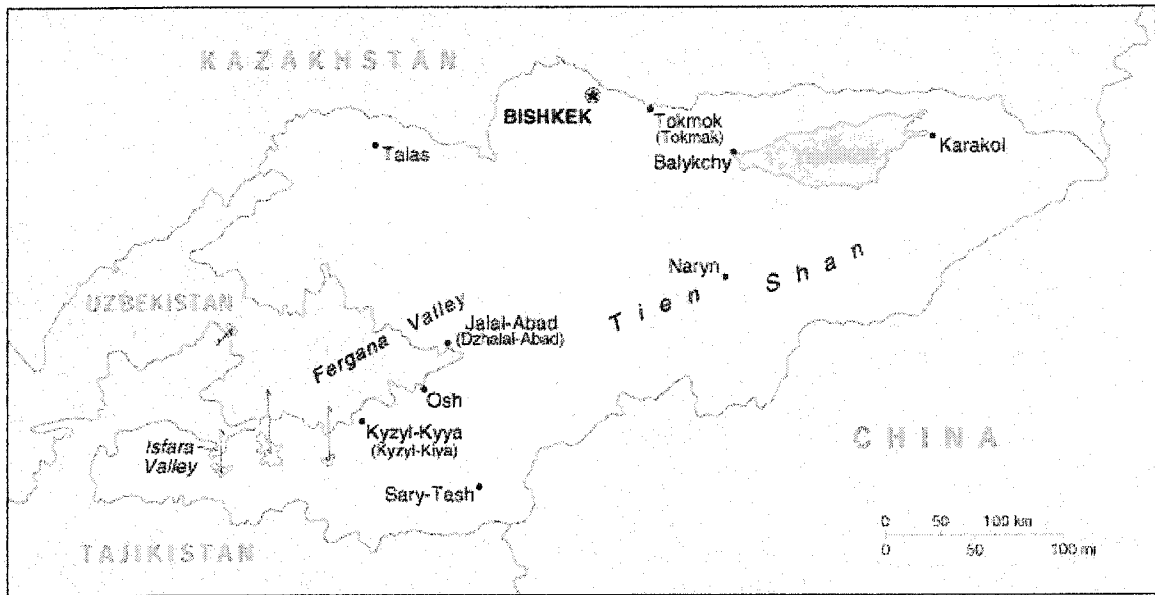 KAZAKHSTAN
BISHKEK
Tokmok
(Tokmak)
Talas
Balykchy
Karakol
Naryn
Tien Shan
UZBEKISTAN
Fergana Valley
Jalal-Abad
(Dzhalal-Abad)
Osh
Kyzyl-Kyya
(Kyzyl-Kiya)
Isfara
Valley
CHINA
Sary-Tash
TAJIKISTAN
0 50 100 km
0 50 100 mi